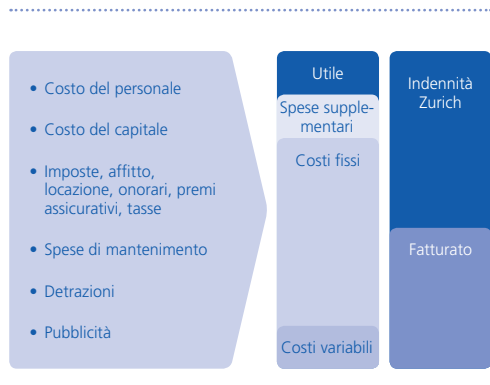 • Costo del personale
• Costo del capitale
• Imposte, affitto,
locazione, onorari, premi
assicurativi, tasse
• Spese di mantenimento
• Detrazioni
• Pubblicità
Utile
Spese supple-
mentari
Costi fissi
Costi variabili
Indennità
Zurich
Fatturato